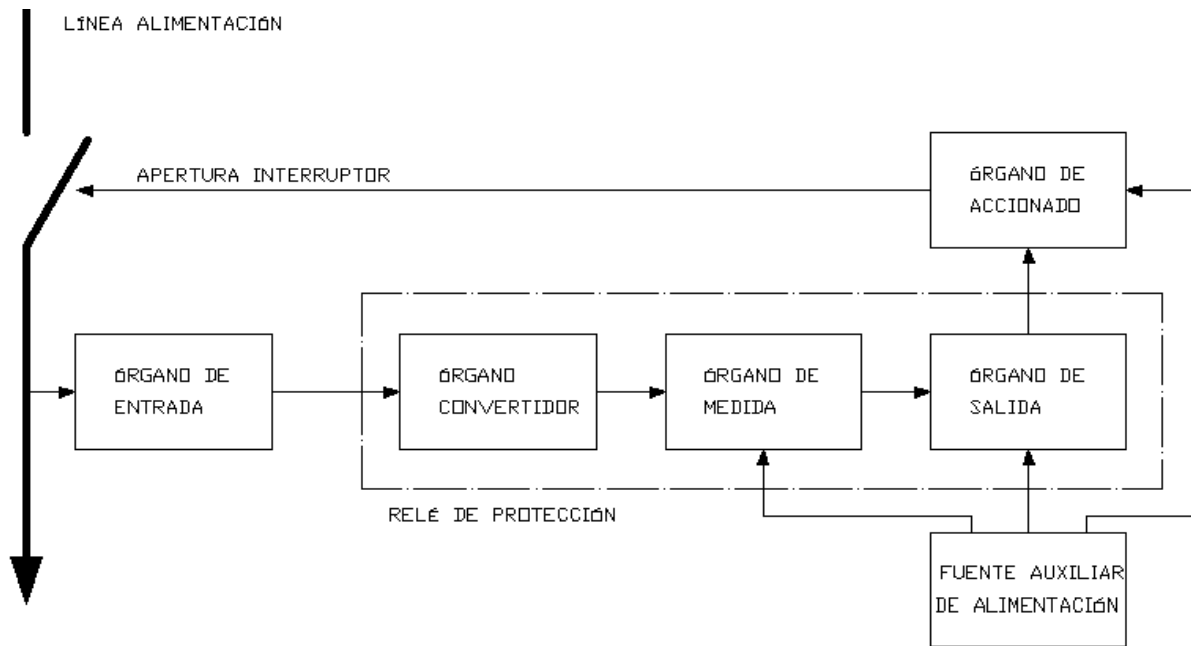 LÍNEA ALIMENTACIÓN
APERTURA INTERRUPTOR
ÓRGANO DE
ACCIONADO
ÓRGANO DE
ENTRADA
ÓRGANO
CONVERTIDOR
ÓRGANO DE
MEDIDA
ÓRGANO DE
SALIDA
RELÉ DE PROTECCIÓN
FUENTE AUXILIAR
DE ALIMENTACIÓN